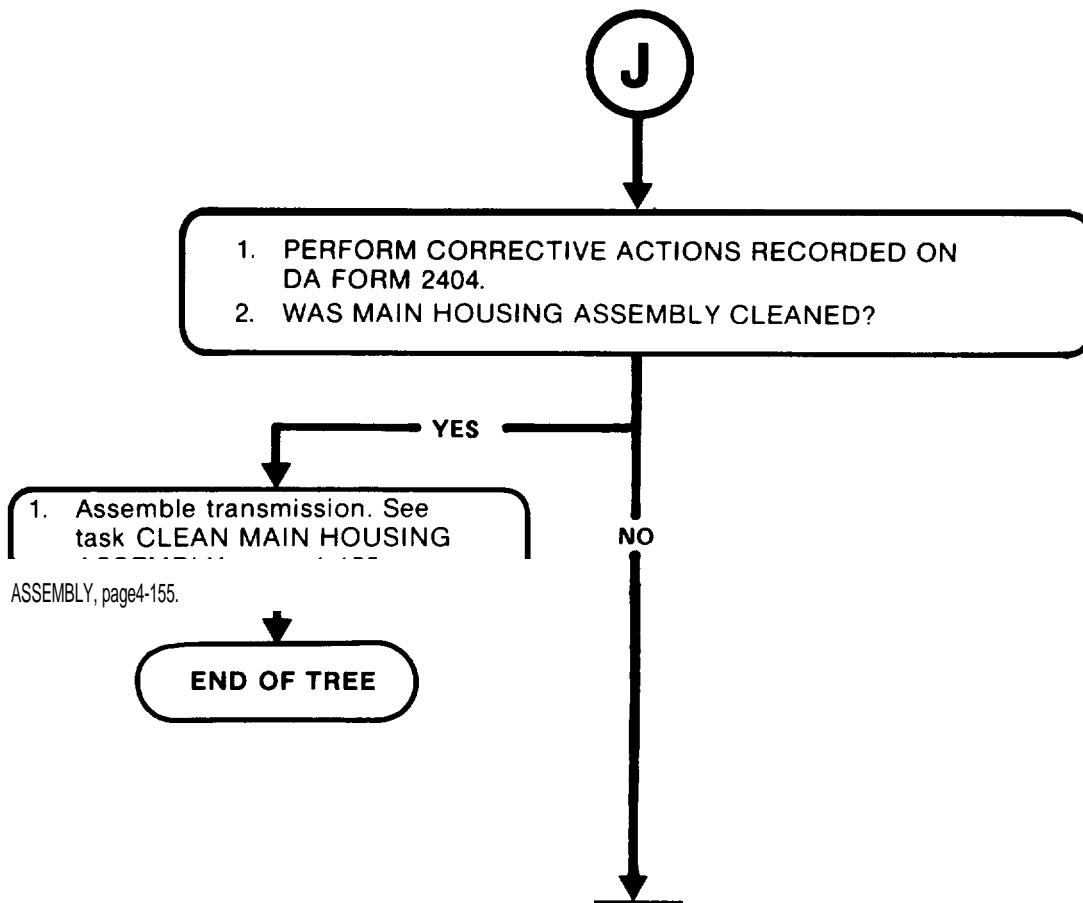 J
1. PERFORM CORRECTIVE ACTIONS RECORDED ON
DA FORM 2404.
2. WAS MAIN HOUSING ASSEMBLY CLEANED?
YES
NO
1. Assemble transmission. See
task CLEAN MAIN HOUSING
ASSEMBLY, page4-155.
END OF TREE